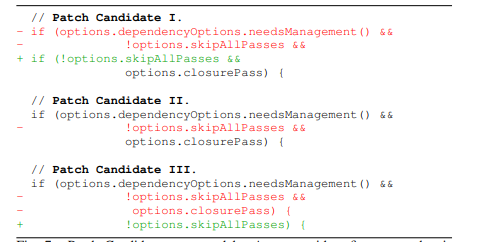 // Patch Candidate I.
- if (options.dependencyOptions.needsManagement() &&
- !options.skipAllPasses &&
+ if (!options.skipAllPasses &&
options.closurePass) {
// Patch Candidate II.
if (options.dependencyOptions.needsManagement() &&
- !options.skipAllPasses &&
options.closurePass) {
// Patch Candidate III.
if (options.dependencyOptions.needsManagement() &&
- !options.skipAllPasses &&
- options.closurePass) {
+ !options.skipAllPasses) {